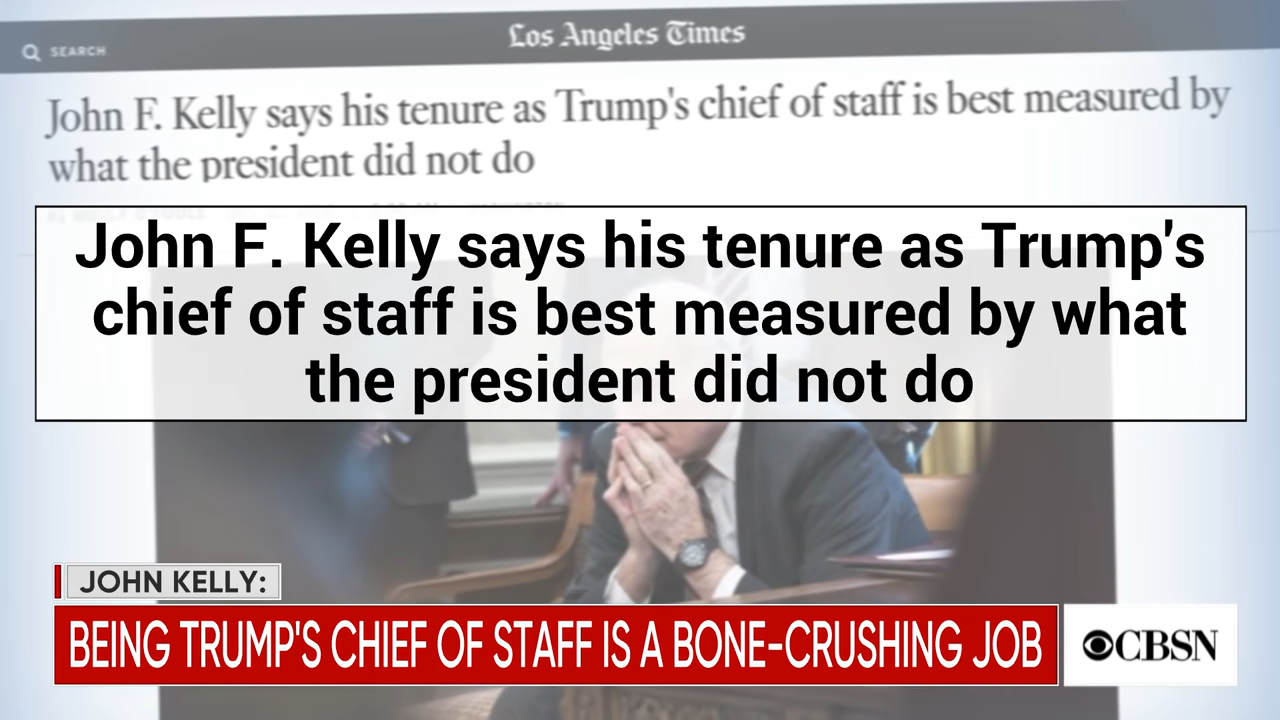 SEARCH
Los Angeles Times
John F. Kelly says his tenure as Trump's chief of staff is best measured by
what the president did not do
John F. Kelly says his tenure as Trump's
chief of staff is best measured by what
the president did not do
JOHN KELLY:
BEING TRUMP'S CHIEF OF STAFF IS A BONE-CRUSHING JOB
CBSN